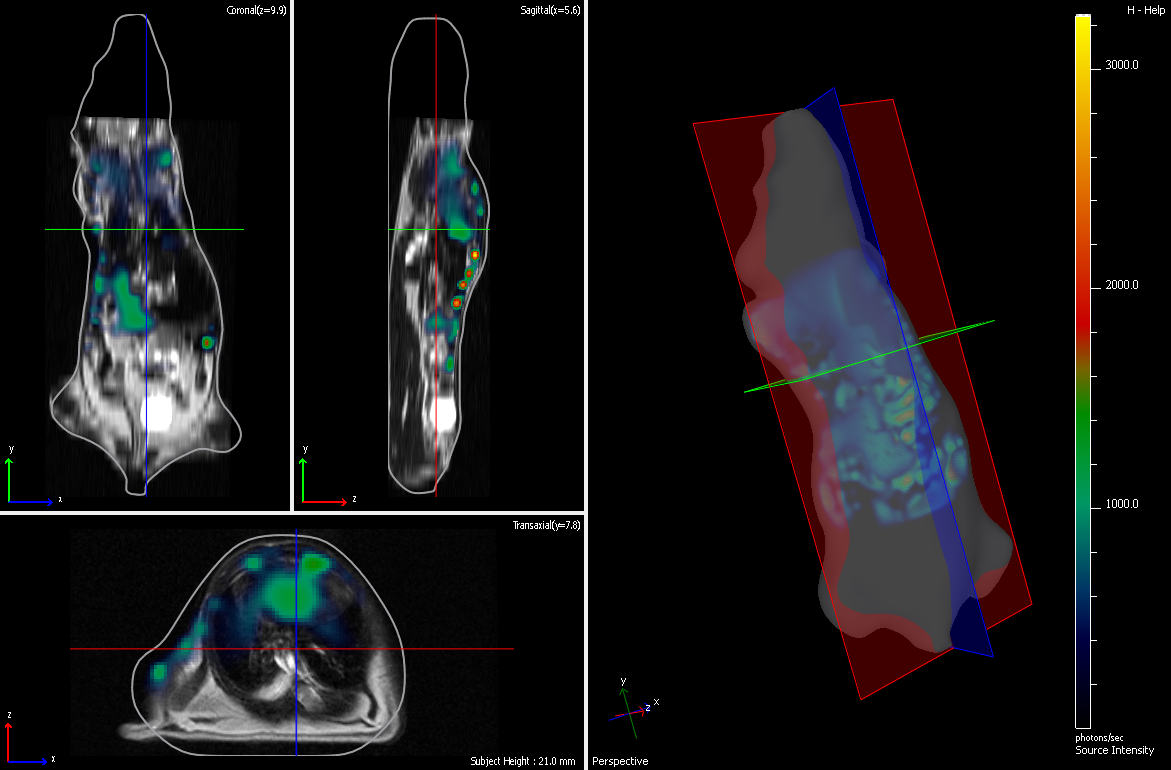 Coronal(z=9.9)
y
x
Sagittal(x=5.6)
y
z
Transaxial(y=7.8)
z
x
Subject Height : 21.0 mm
H - Help
3000.0
2000.0
1000.0
photons/sec
Source Intensity
y
z
x
Perspective